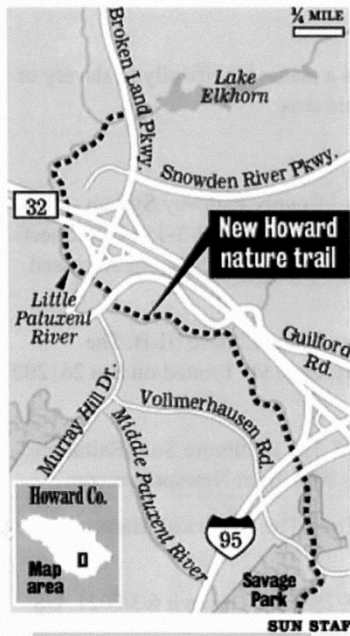 ¼ MILE
Broken Land Pkwy.
Lake
Elkhorn
Snowden River Pkwy.
32
New Howard
nature trail
Little
Patuxent
River
Guilford
Rd.
Murray Hill Dr.
Vollmerhausen Rd.
Middle Patuxent River
95
Howard Co.
Map
area
Savage
Park
SUN STAF